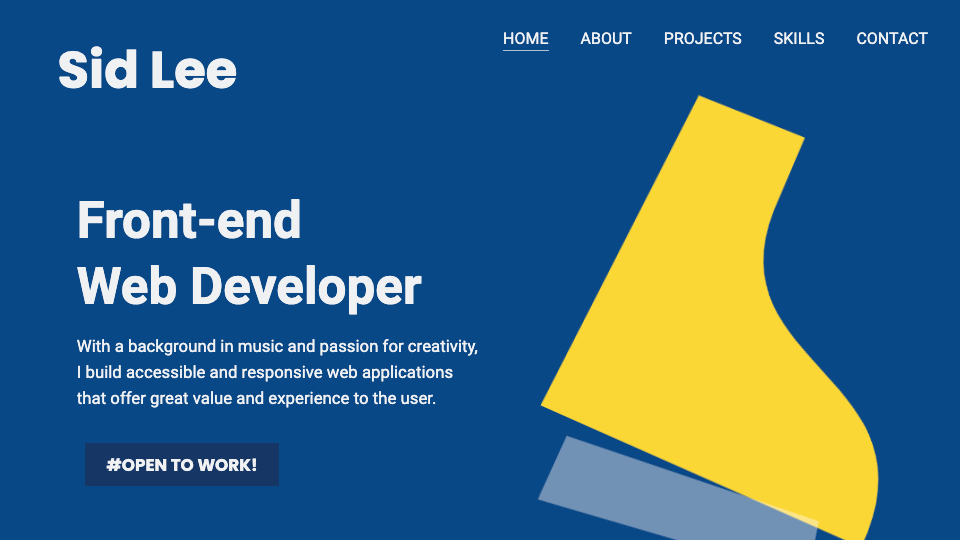 Sid Lee
HOME ABOUT PROJECTS SKILLS CONTACT
Front-end
Web Developer
With a background in music and passion for creativity,
I build accessible and responsive web applications
that offer great value and experience to the user.
#OPEN TO WORK!